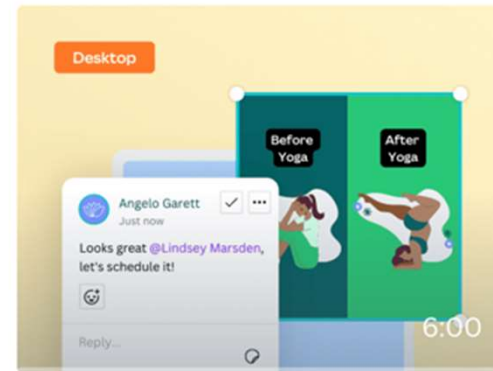 Desktop
Before
Yoga
After
Yoga
Angelo Garett
Just now
Looks great @Lindsey Marsden,
let's schedule it!
Reply...
6:00